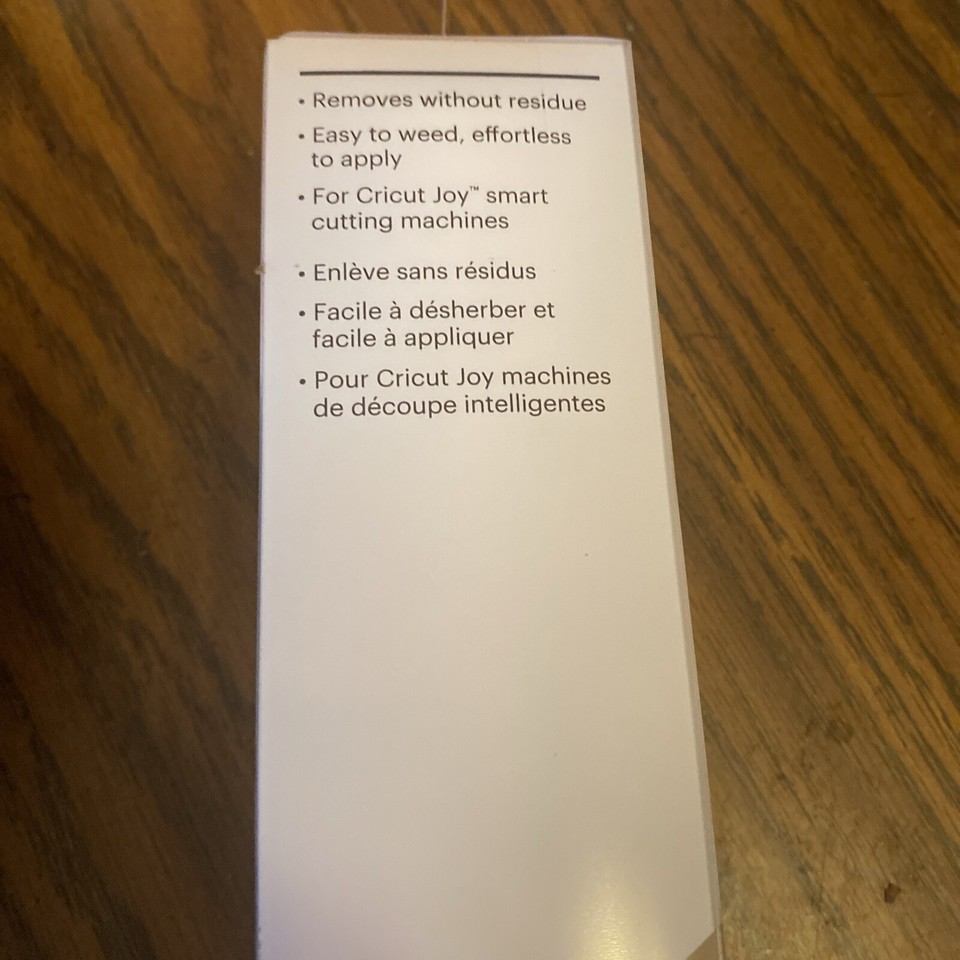 • Removes without residue
• Easy to weed, effortless
to apply
• For Cricut Joy™ smart
cutting machines
• Enlève sans résidus
• Facile à désherber et
facile à appliquer
• Pour Cricut Joy machines
de découpe intelligentes